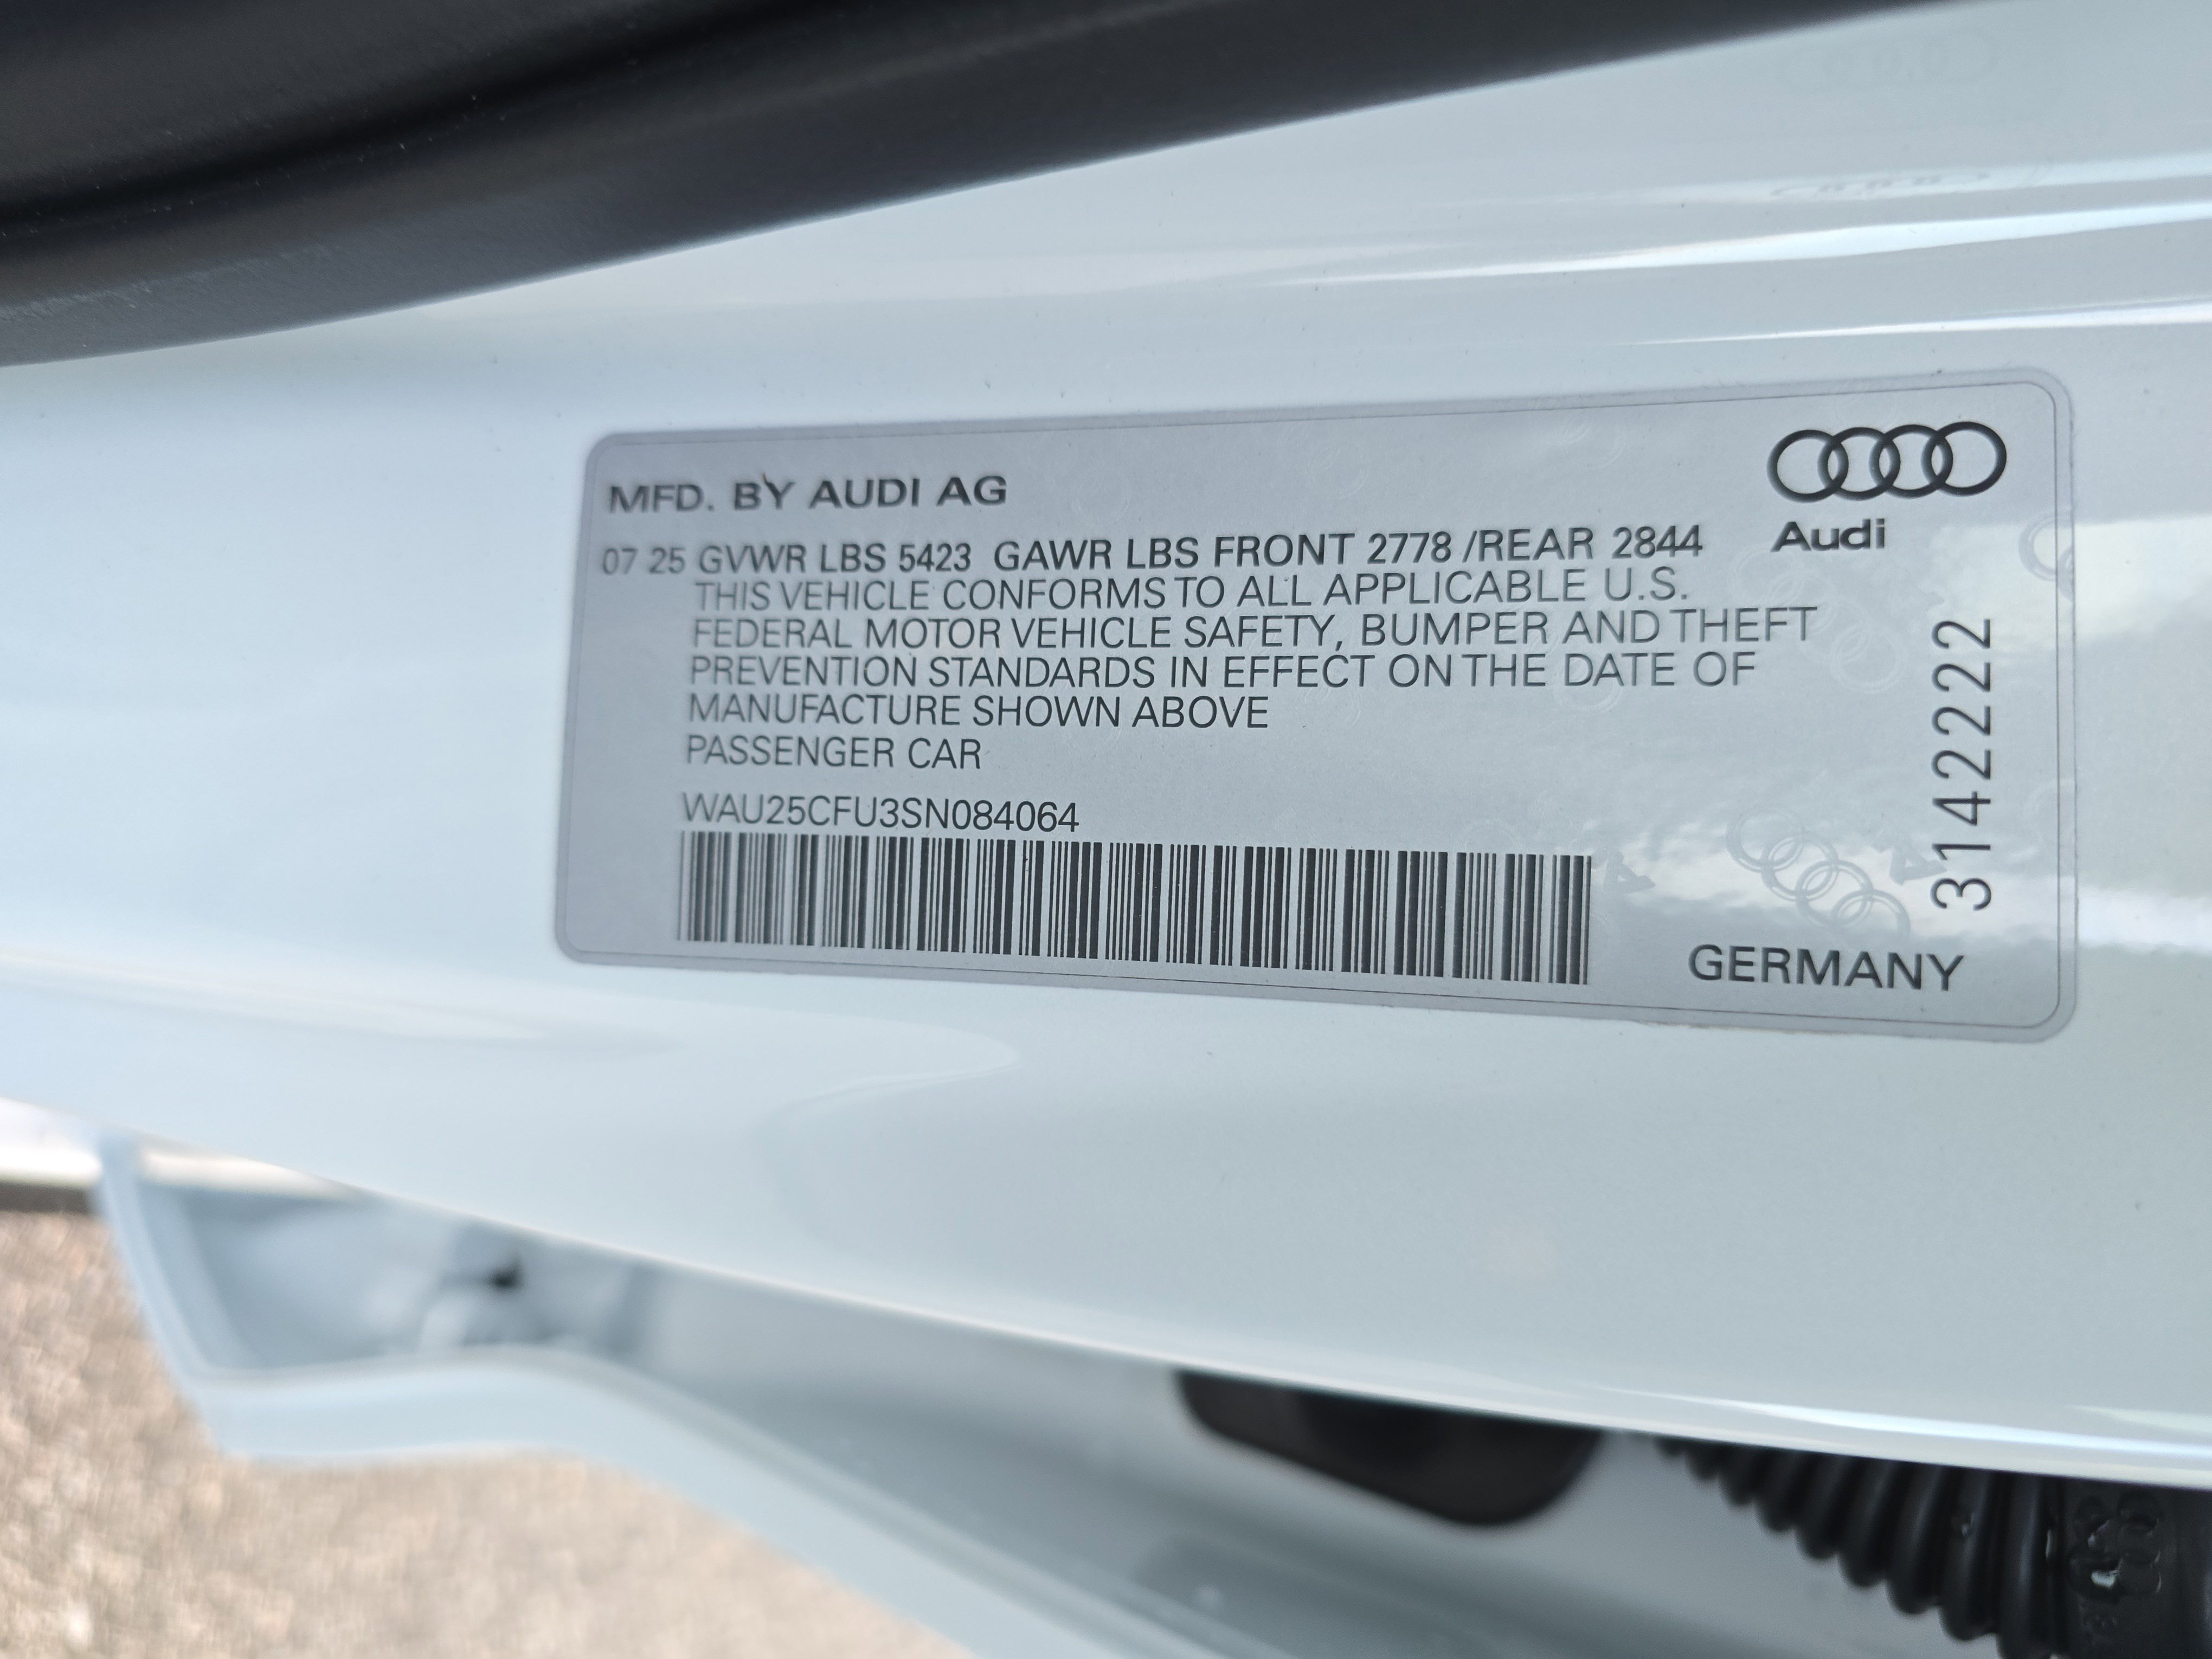 MFD. BY AUDI AG
Audi
07 25 GVWR LBS 5423 GAWR LBS FRONT 2778 /REAR 2844
THIS VEHICLE CONFORMS TO ALL APPLICABLE U.S.
FEDERAL MOTOR VEHICLE SAFETY, BUMPER AND THEFT
PREVENTION STANDARDS IN EFFECT ON THE DATE OF
MANUFACTURE SHOWN ABOVE
PASSENGER CAR
WAU25CFU3SN084064
3142222
GERMANY